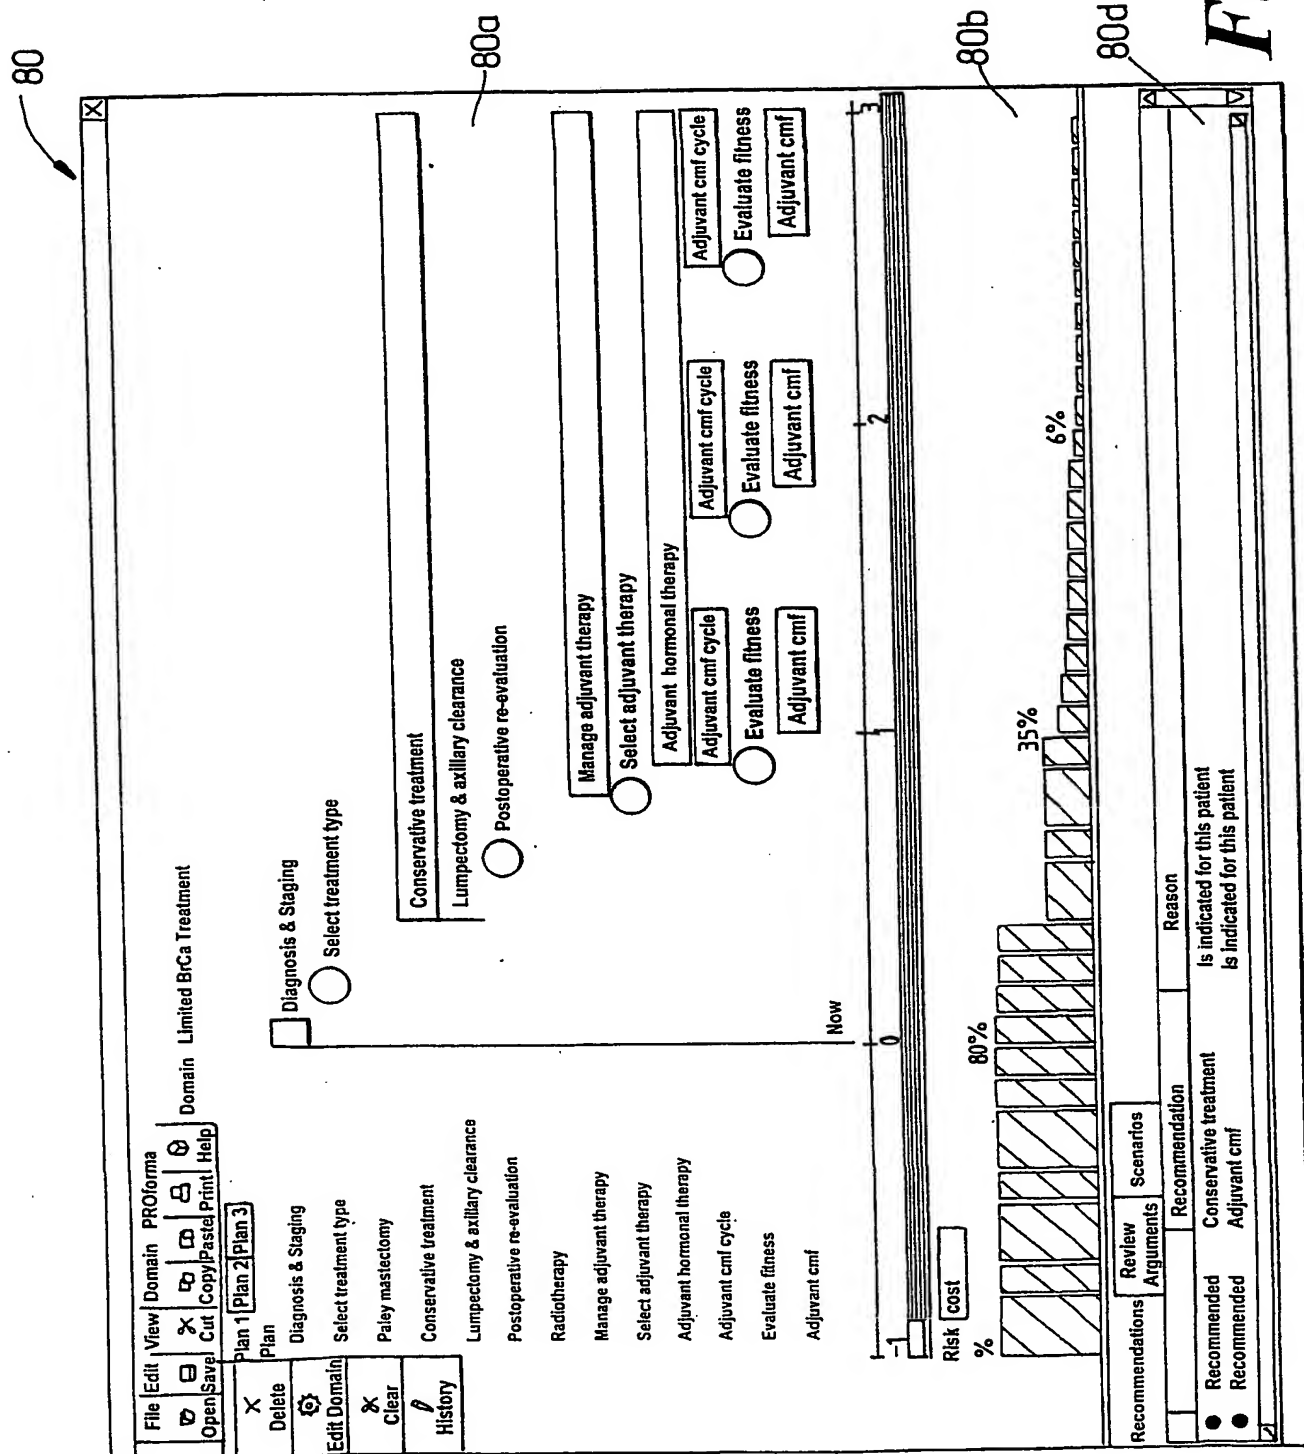 80
X
File Edit View Domain PROforma
Open Save Cut Copy Paste Print Help
Domain Limited BrCa Treatment
Plan 1 Plan 2 Plan 3
Delete
Edit Domain
Clear
History
Plan
Diagnosis & Staging
Select treatment type
Paley mastectomy
Conservative treatment
Lumpectomy & axillary clearance
Postoperative re-evaluation
Radiotherapy
Manage adjuvant therapy
Select adjuvant therapy
Adjuvant hormonal therapy
Adjuvant cmf cycle
Evaluate fitness
Adjuvant cmf
Diagnosis & Staging
Select treatment type
Conservative treatment
80a
Lumpectomy & axillary clearance
Postoperative re-evaluation
Manage adjuvant therapy
Select adjuvant therapy
Adjuvant hormonal therapy
Adjuvant cmf cycle Adjuvant cmf cycle Adjuvant cmf cycle
Evaluate fitness Evaluate fitness Evaluate fitness
Adjuvant cmf Adjuvant cmf Adjuvant cmf
Now
-1 0 1 2 3
Risk cost
80b
% 80% 35% 6%
Recommendations Review Arguments Scenarios
80d
Recommendation Reason
Recommended Conservative treatment Is indicated for this patient
Recommended Adjuvant cmf Is indicated for this patient